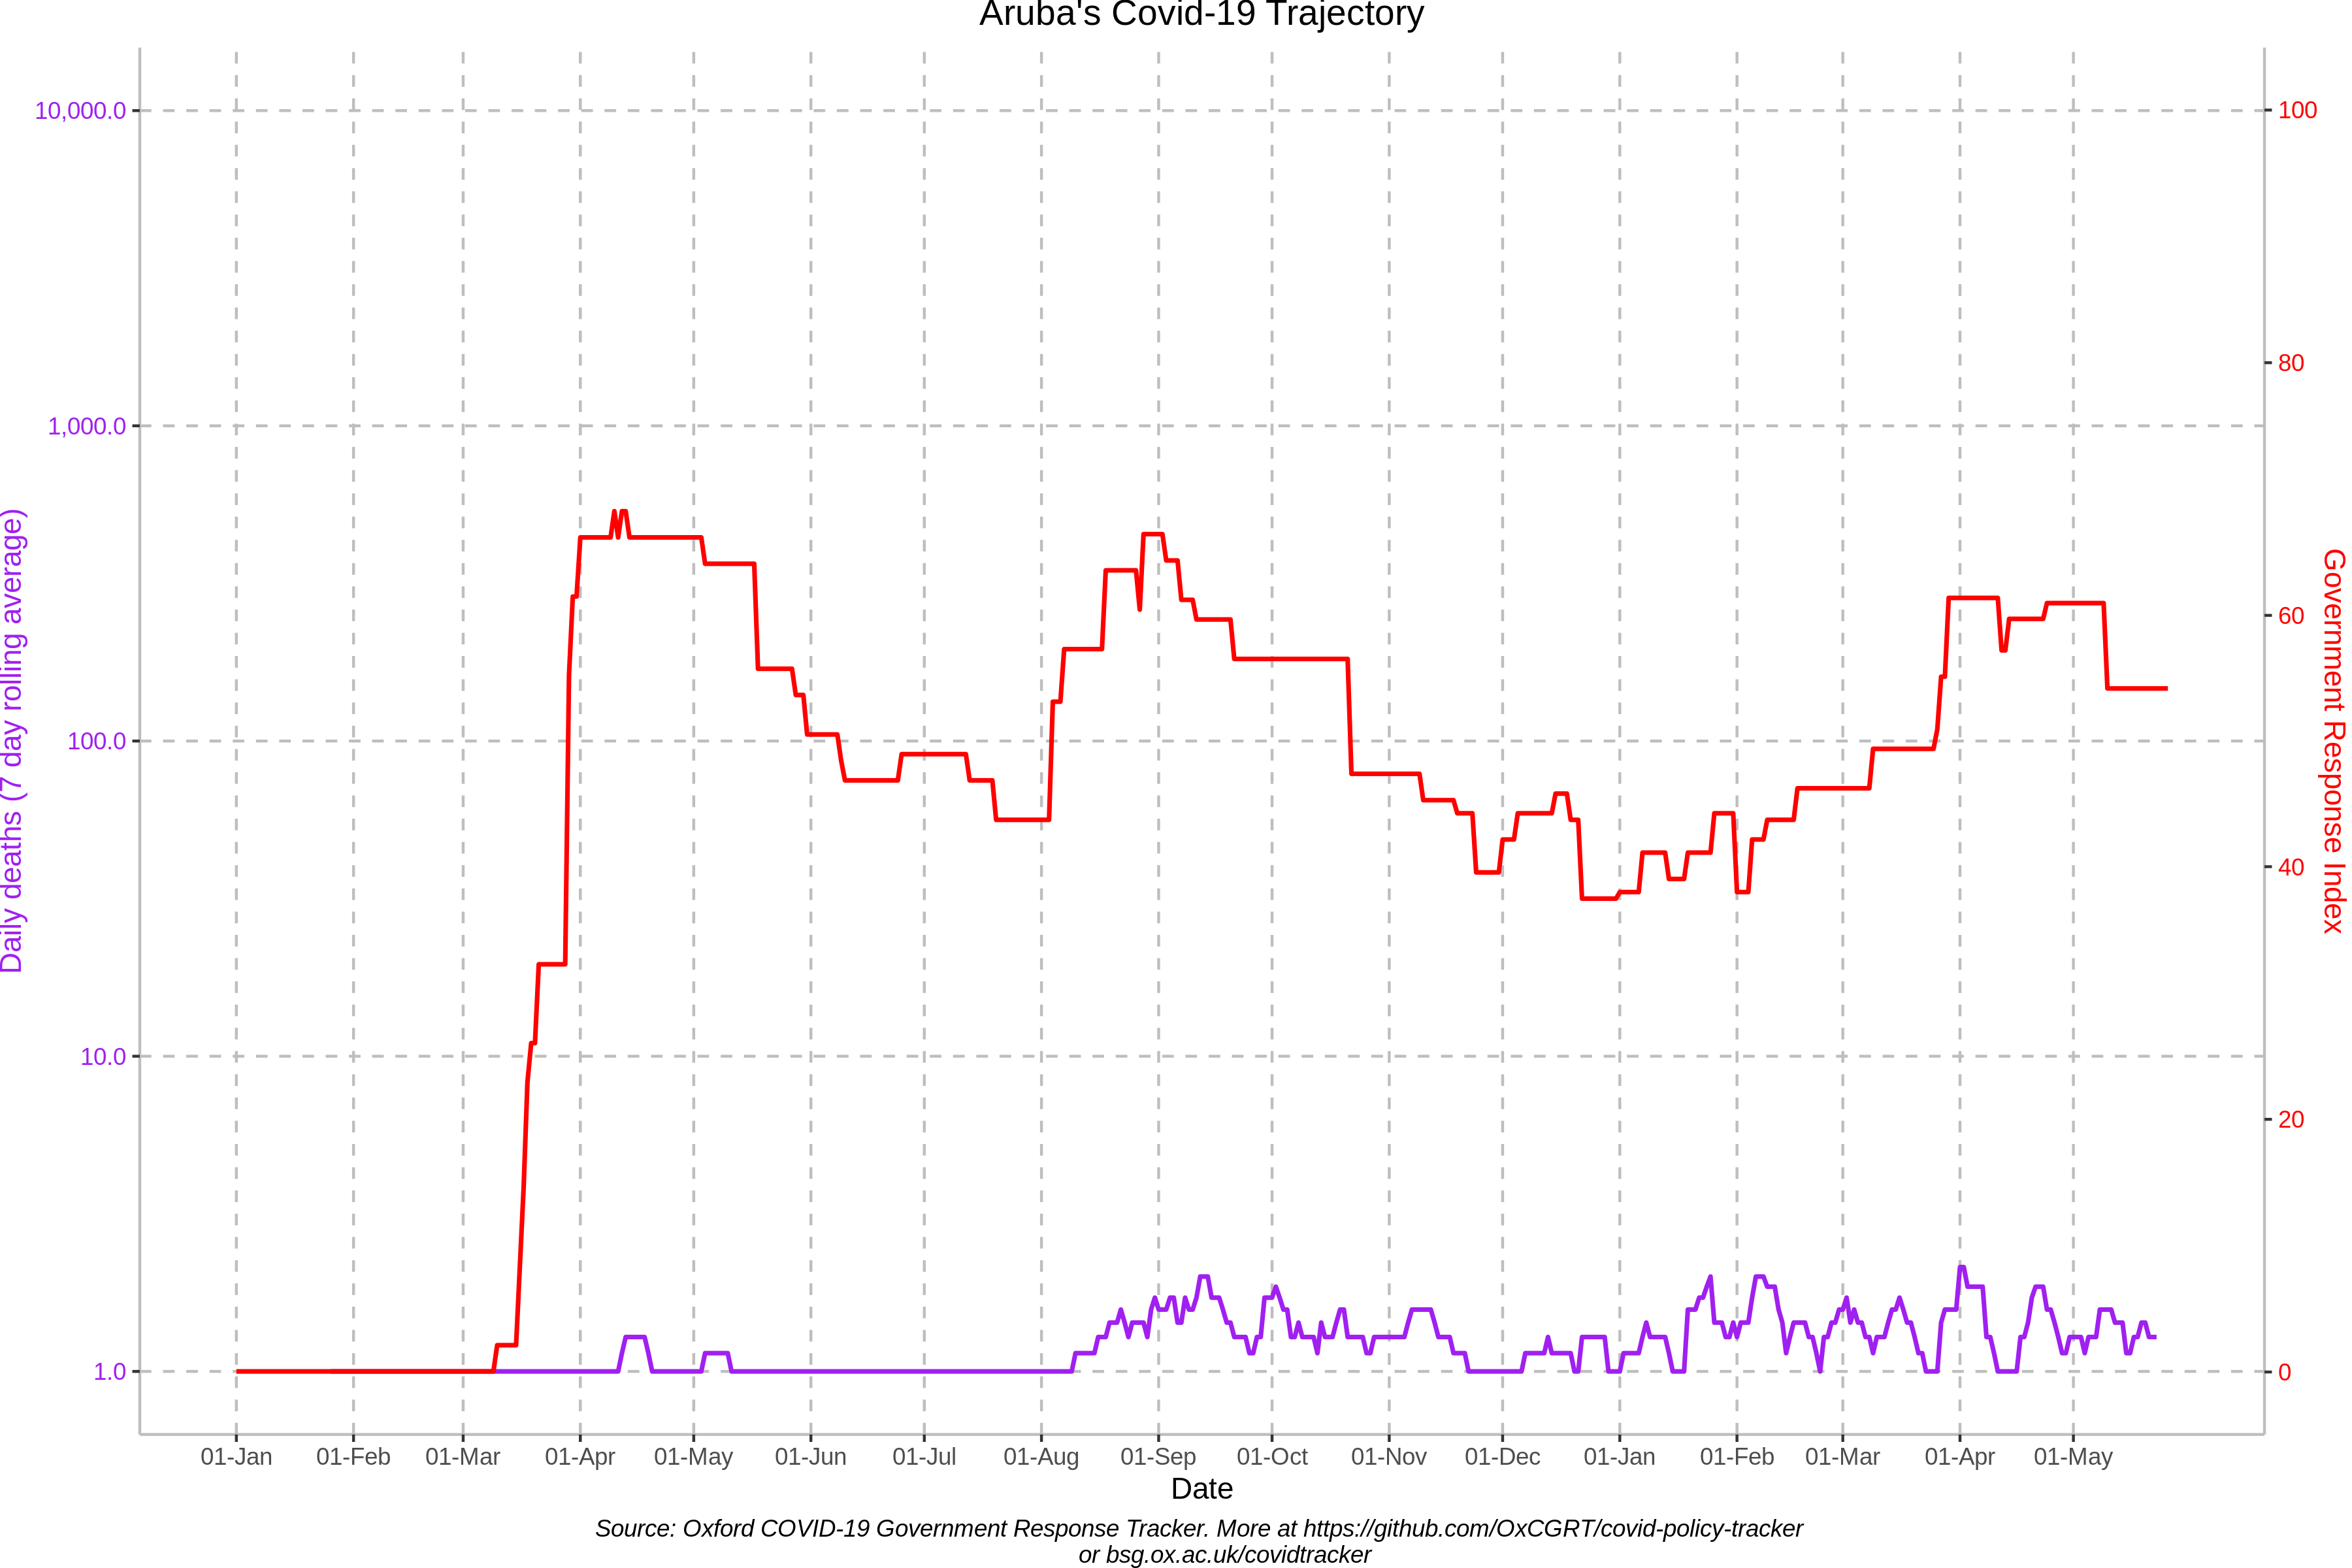 Aruba's Covid-19 Trajectory
10,000.0
1,000.0
100.0
10.0
1.0
Daily deaths (7 day rolling average)
100
80
60
40
20
0
Government Response Index
01-Jan 01-Feb 01-Mar 01-Apr 01-May 01-Jun 01-Jul 01-Aug 01-Sep 01-Oct 01-Nov 01-Dec 01-Jan 01-Feb 01-Mar 01-Apr 01-May
Date
Source: Oxford COVID-19 Government Response Tracker. More at https://github.com/OxCGRT/covid-policy-tracker
or bsg.ox.ac.uk/covidtracker